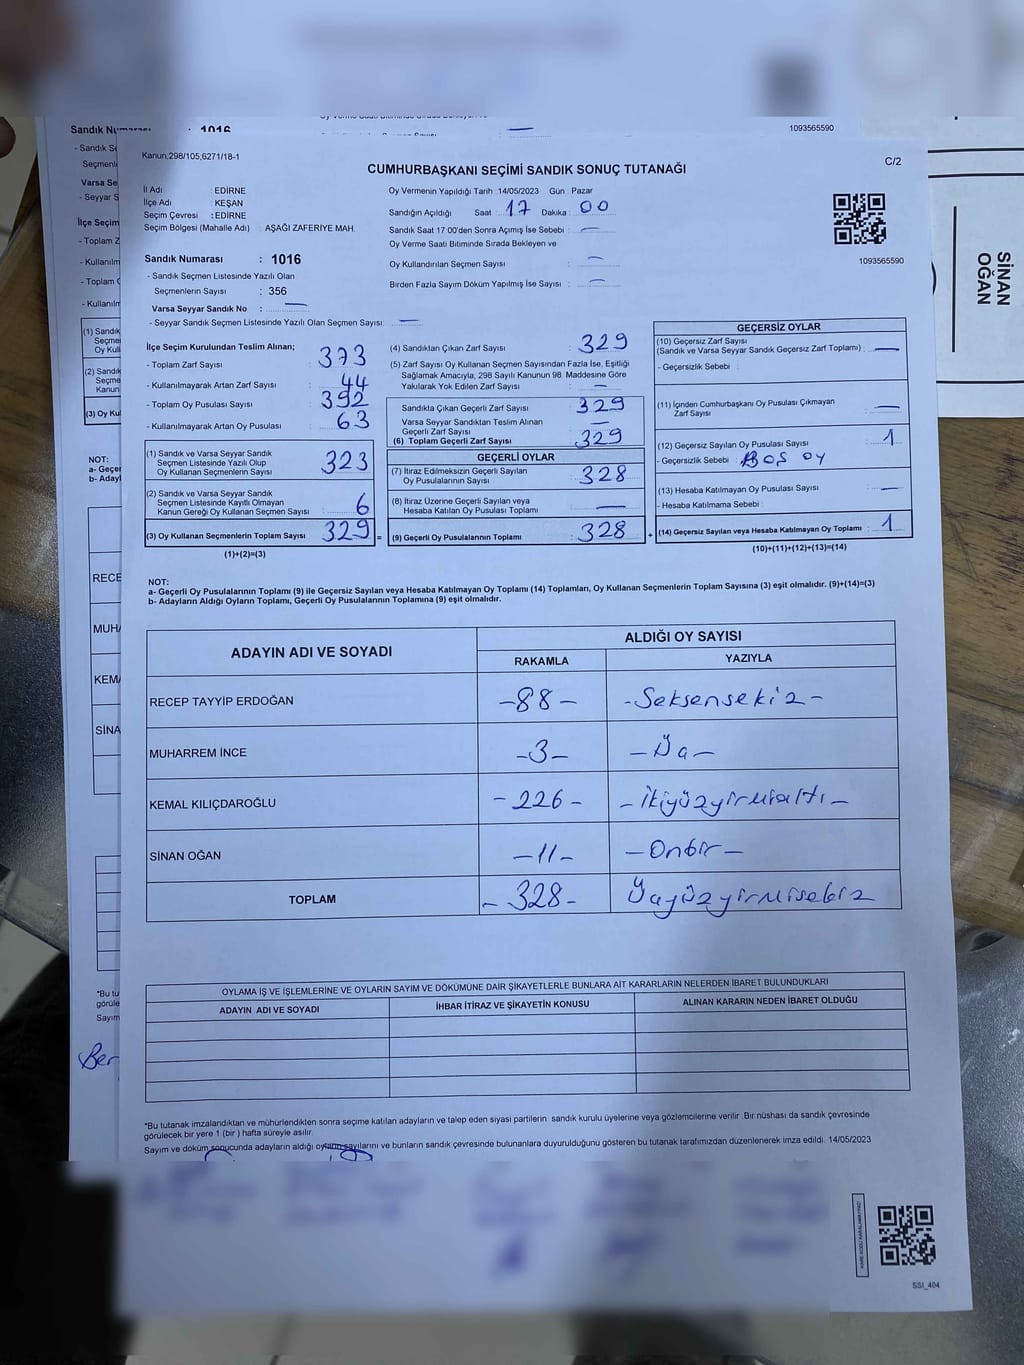 Sandık Numarası : 1016
1093565590
Kanun;298/105,6271/18-1
CUMHURBAŞKANI SEÇİMİ SANDIK SONUÇ TUTANAĞI
C/2
İl Adı : EDİRNE
İlçe Adı : KEŞAN
Seçim Çevresi : EDİRNE
Seçim Bölgesi (Mahalle Adı) : AŞAĞI ZAFERİYE MAH.
Oy Vermenin Yapıldığı Tarih :14/05/2023 Gün : Pazar
Sandığın Açıldığı Saat : 17 Dakika : 00
Sandık Saat 17:00'den Sonra Açımış İse Sebebi : —
Oy Verme Saati Bitiminde Sırada Bekleyen ve
Oy Kullandırılan Seçmen Sayısı : —
Birden Fazla Sayım Döküm Yapılmış İse Sayısı : —
1093565590
SİNAN
OĞAN
Sandık Numarası : 1016
- Sandık Seçmen Listesinde Yazılı Olan
Seçmenlerin Sayısı : 356
Varsa Seyyar Sandık No : —
- Seyyar Sandık Seçmen Listesinde Yazılı Olan Seçmen Sayısı: —
İlçe Seçim Kurulundan Teslim Alınan;
- Toplam Zarf Sayısı : 373
- Kullanılmayarak Artan Zarf Sayısı : 44
- Toplam Oy Pusulası Sayısı : 392
- Kullanılmayarak Artan Oy Pusulası : 63
(1) Sandık ve Varsa Seyyar Sandık
Seçmen Listesinde Yazılı Olup
Oy Kullanan Seçmenlerin Sayısı 323
(2) Sandık ve Varsa Seyyar Sandık
Seçmen Listesinde Kayıtlı Olmayan
Kanun Gereği Oy Kullanan Seçmen Sayısı : 6
(3) Oy Kullanan Seçmenlerin Toplam Sayısı : 329 =
(1)+(2)=(3)
(4) Sandıktan Çıkan Zarf Sayısı : 329
(5) Zarf Sayısı Oy Kullanan Seçmen Sayısından Fazla İse, Eşitliği
Sağlamak Amacıyla; 298 Sayılı Kanunun 98. Maddesine Göre
Yakılarak Yok Edilen Zarf Sayısı : —
Sandıkta Çıkan Geçerli Zarf Sayısı : 329
Varsa Seyyar Sandıktan Teslim Alınan
Geçerli Zarf Sayısı : —
(6) Toplam Geçerli Zarf Sayısı : 329
GEÇERLİ OYLAR
(7) İtiraz Edilmeksizin Geçerli Sayılan
Oy Pusulalarının Sayısı : 328
(8) İtiraz Üzerine Geçerli Sayılan veya
Hesaba Katılan Oy Pusulası Toplamı : —
(9) Geçerli Oy Pusulalarının Toplamı : 328 +
GEÇERSİZ OYLAR
(10) Geçersiz Zarf Sayısı
(Sandık ve Varsa Seyyar Sandık Geçersiz Zarf Toplamı) : —
- Geçersizlik Sebebi :
(11) İçinden Cumhurbaşkanı Oy Pusulası Çıkmayan
Zarf Sayısı : —
(12) Geçersiz Sayılan Oy Pusulası Sayısı : 1
- Geçersizlik Sebebi : BOŞ OY
(13) Hesaba Katılmayan Oy Pusulası Sayısı : —
- Hesaba Katılmama Sebebi :
(14) Geçersiz Sayılan veya Hesaba Katılmayan Oy Toplamı : 1
(10)+(11)+(12)+(13)=(14)
NOT:
a- Geçerli Oy Pusulalarının Toplamı (9) ile Geçersiz Sayılan veya Hesaba Katılmayan Oy Toplamı (14) Toplamları, Oy Kullanan Seçmenlerin Toplam Sayısına (3) eşit olmalıdır. (9)+(14)=(3)
b- Adayların Aldığı Oyların Toplamı, Geçerli Oy Pusulalarının Toplamına (9) eşit olmalıdır.
ADAYIN ADI VE SOYADI
ALDIĞI OY SAYISI
RAKAMLA YAZIYLA
RECEP TAYYİP ERDOĞAN -88- -Seksensekiz-
MUHARREM İNCE -3- -Üç-
KEMAL KILIÇDAROĞLU -226- -İkiyüzyirmialtı-
SİNAN OĞAN -11- -Onbir-
TOPLAM -328- Üçyüzyirmisekiz
OYLAMA İŞ VE İŞLEMLERİNE VE OYLARIN SAYIM VE DÖKÜMÜNE DAİR ŞİKAYETLERLE BUNLARA AİT KARARLARIN NELERDEN İBARET BULUNDUKLARI
ADAYIN ADI VE SOYADI İHBAR İTİRAZ VE ŞİKAYETİN KONUSU ALINAN KARARIN NEDEN İBARET OLDUĞU
*Bu tutanak imzalandıktan ve mühürlendikten sonra seçime katılan adayların ve talep eden siyasi partilerin sandık kurulu üyelerine veya gözlemcilerine verilir. Bir nüshası da sandık çevresinde
görülecek bir yere 1 (bir ) hafta süreyle asılır.
Sayım ve döküm sonucunda adayların aldığı oyların sayılarını ve bunların sandık çevresinde bulunanlara duyurulduğunu gösteren bu tutanak tarafımızdan düzenlenerek imza edildi. 14/05/2023
SSI_404